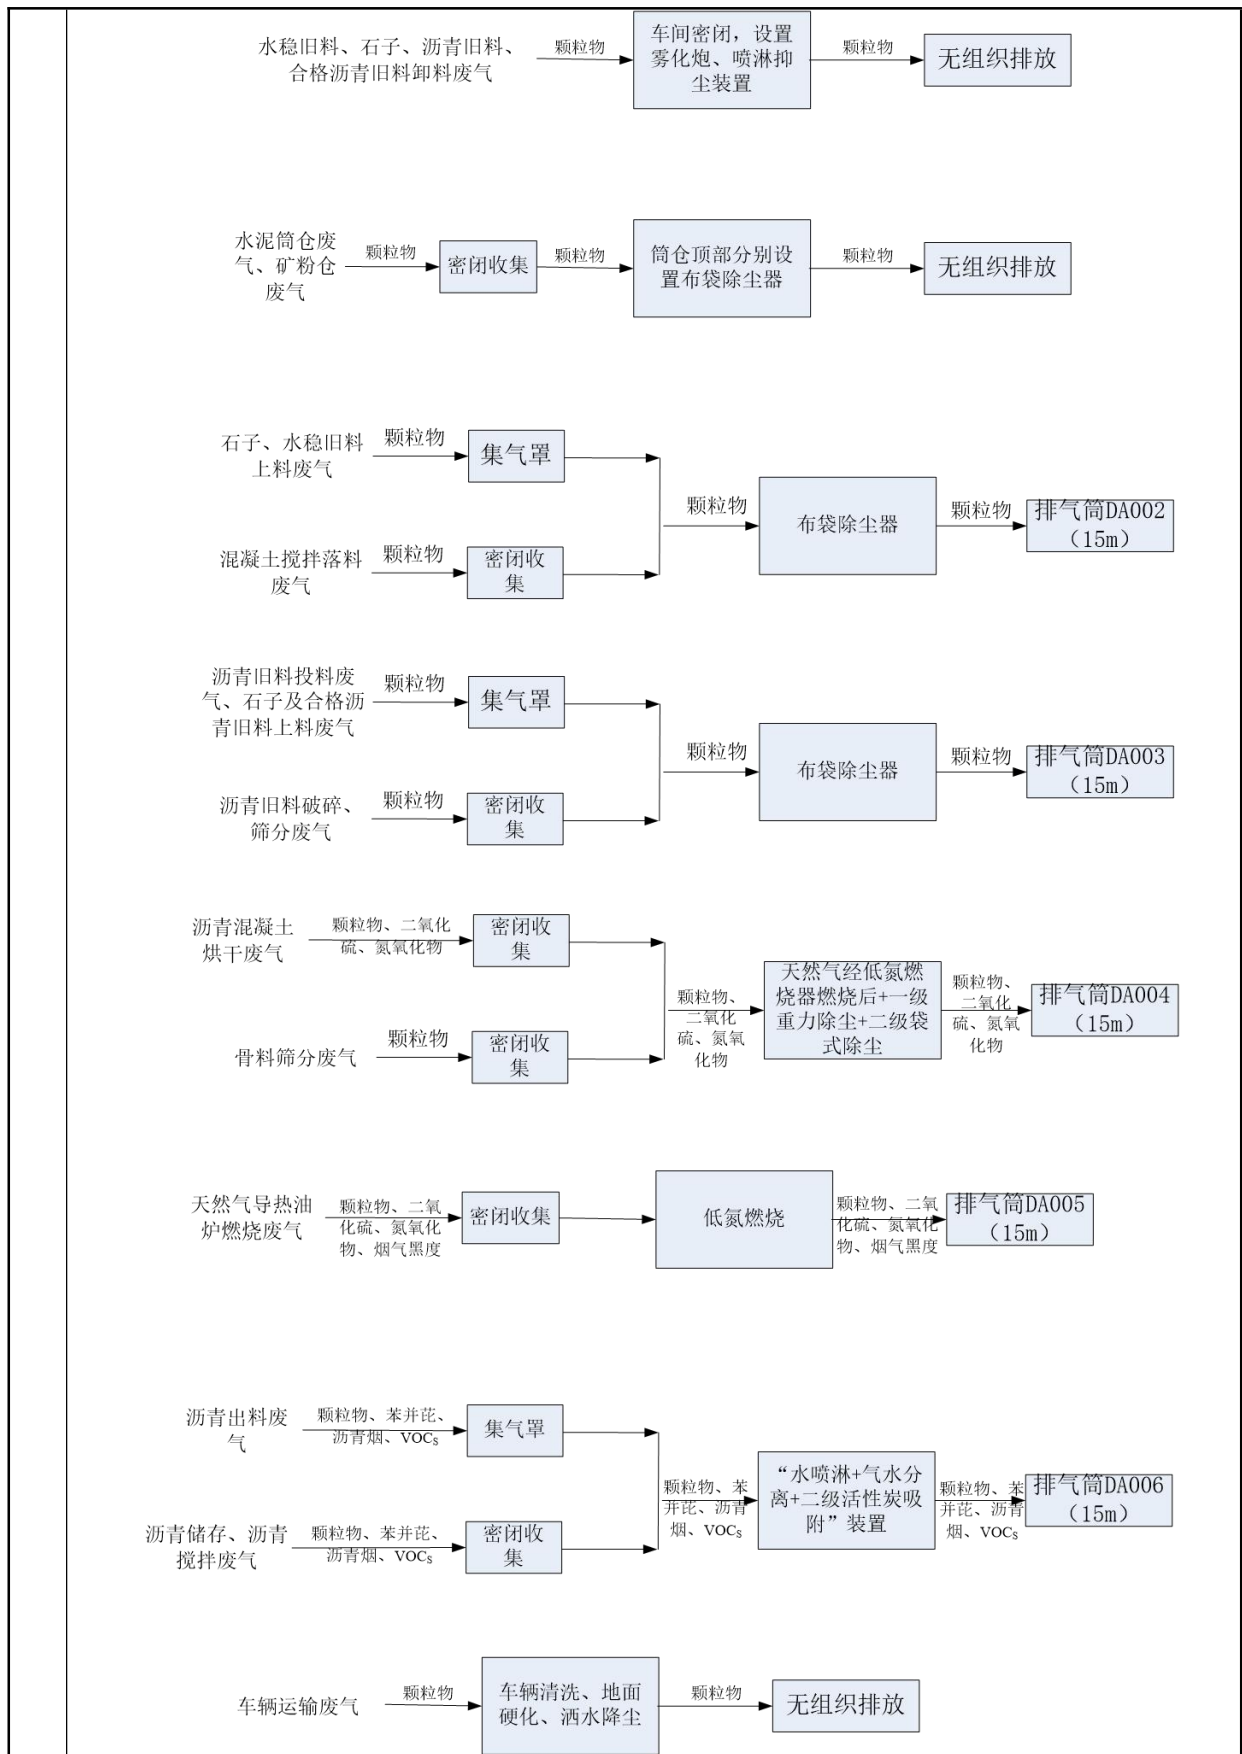 水稳旧料、石子、沥青旧料、
合格沥青旧料卸料废气
颗粒物
车间密闭，设置
雾化炮、喷淋抑
尘装置
颗粒物
无组织排放
水泥筒仓废
气、矿粉仓
废气
颗粒物
密闭收集
颗粒物
筒仓顶部分别设
置布袋除尘器
颗粒物
无组织排放
石子、水稳旧料
上料废气
颗粒物
集气罩
混凝土搅拌落料
废气
颗粒物
密闭收
集
颗粒物
布袋除尘器
颗粒物
排气筒DA002
（15m）
沥青旧料投料废
气、石子及合格沥
青旧料上料废气
颗粒物
集气罩
沥青旧料破碎、
筛分废气
颗粒物
密闭收
集
颗粒物
布袋除尘器
颗粒物
排气筒DA003
（15m）
沥青混凝土
烘干废气
颗粒物、二氧化
硫、氮氧化物
密闭收
集
骨料筛分废气
颗粒物
密闭收
集
颗粒物、
二氧化
硫、氮氧
化物
天然气经低氮燃
烧器燃烧后+一级
重力除尘+二级袋
式除尘
颗粒物、
二氧化
硫、氮氧
化物
排气筒DA004
（15m）
天然气导热油
炉燃烧废气
颗粒物、二氧
化硫、氮氧化
物、烟气黑度
密闭收集
低氮燃烧
颗粒物、二氧
化硫、氮氧化
物、烟气黑度
排气筒DA005
（15m）
沥青出料废
气
颗粒物、苯并芘、
沥青烟、VOCs
集气罩
沥青储存、沥青
搅拌废气
颗粒物、苯并芘、
沥青烟、VOCs
密闭收
集
颗粒物、苯
并芘、沥青
烟、VOCs
“水喷淋+气水分
离+二级活性炭吸
附”装置
颗粒物、苯
并芘、沥青
烟、VOCs
排气筒DA006
（15m）
车辆运输废气
颗粒物
车辆清洗、地面
硬化、洒水降尘
颗粒物
无组织排放